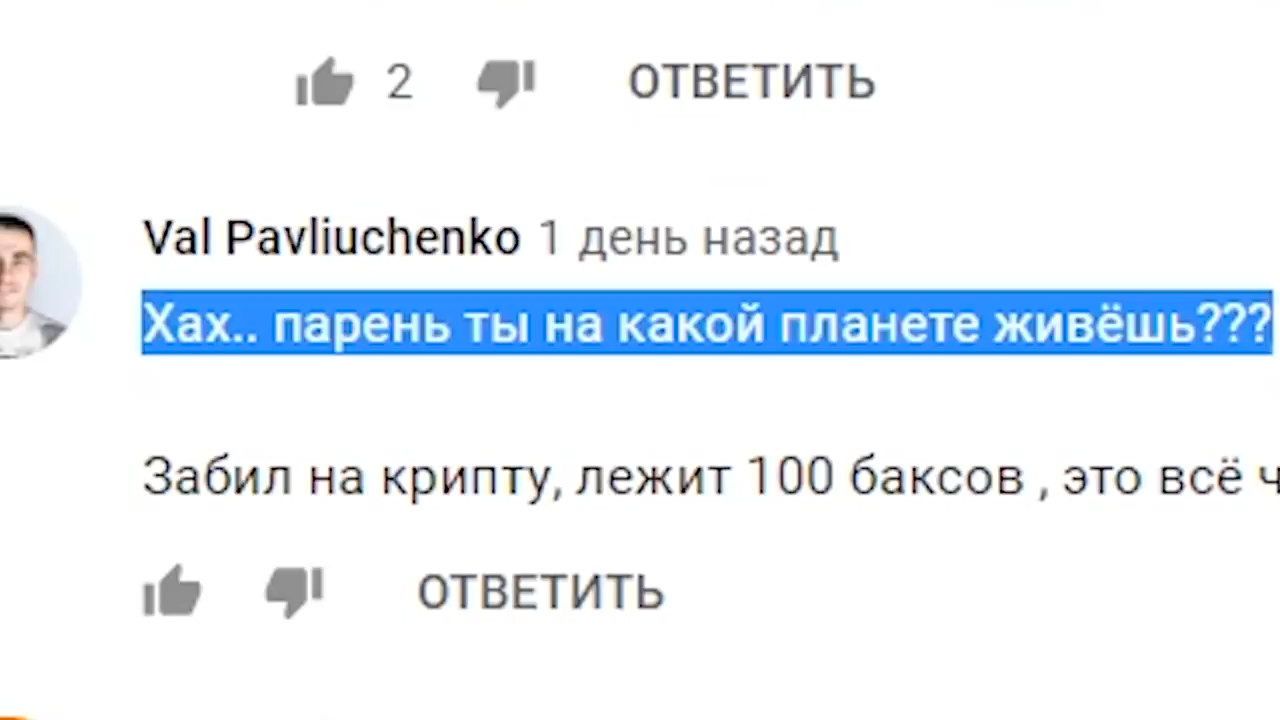 2 ОТВЕТИТЬ
Val Pavliuchenko 1 день назад
Хах.. парень ты на какой планете живёшь???
Забил на крипту, лежит 100 баксов , это всё
ОТВЕТИТЬ